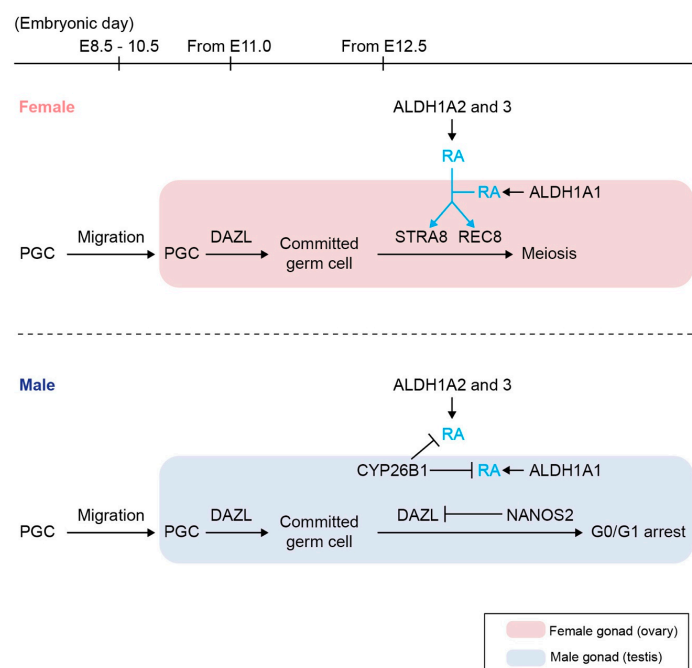 (Embryonic day)
E8.5 - 10.5 From E11.0 From E12.5
Female
ALDH1A2 and 3
RA
RA ALDH1A1
Migration DAZL STRA8 REC8
PGC PGC Committed germ cell Meiosis
Male
ALDH1A2 and 3
RA
CYP26B1 RA ALDH1A1
Migration DAZL DAZL NANOS2
PGC PGC Committed germ cell G0/G1 arrest
Female gonad (ovary)
Male gonad (testis)